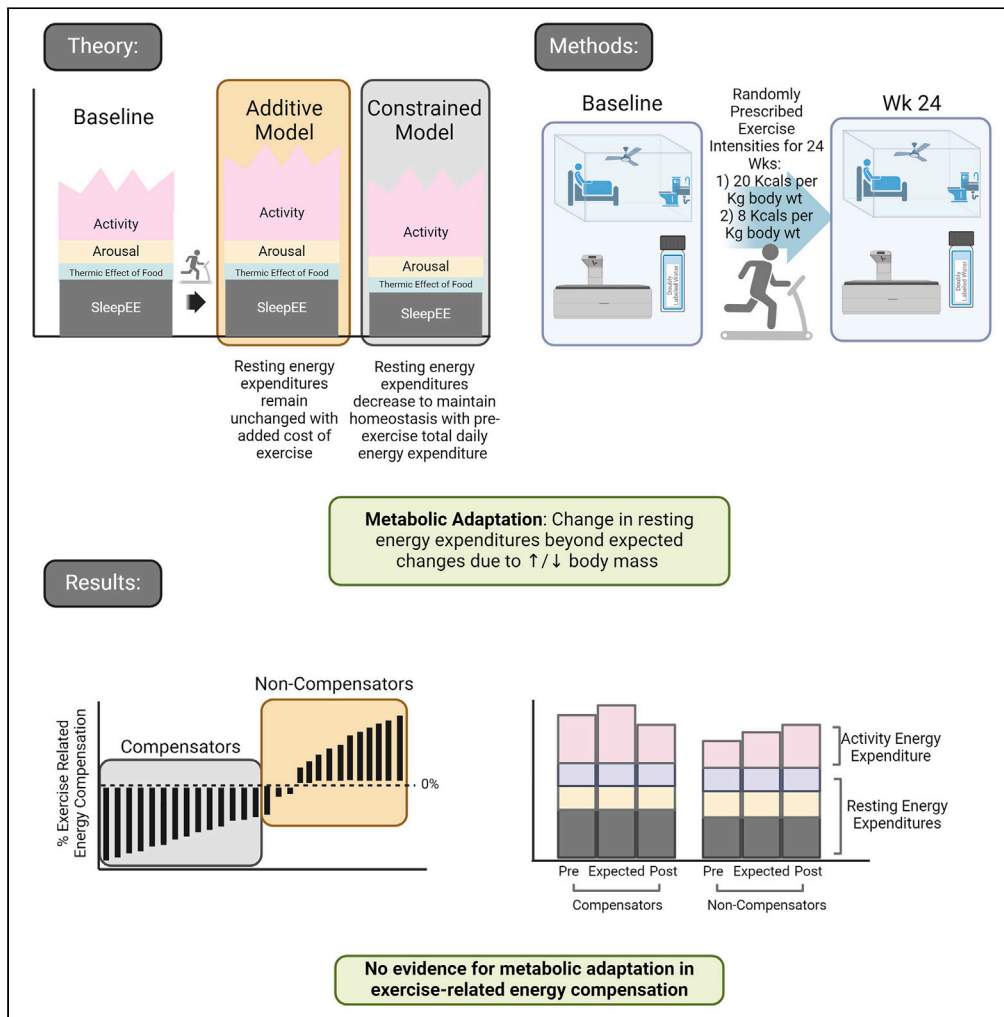 Theory:
Baseline
Additive
Model
Constrained
Model
Activity
Arousal
Thermic Effect of Food
SleepEE
Activity
Arousal
Thermic Effect of Food
SleepEE
Activity
Arousal
Thermic Effect of Food
SleepEE
Resting energy
expenditures
remain
unchanged with
added cost of
exercise
Resting energy
expenditures
decrease to maintain
homeostasis with pre-
exercise total daily
energy expenditure
Methods:
Baseline
Doubly
Labeled Water
Randomly
Prescribed
Exercise
Intensities for 24
Wks:
1) 20 Kcals per
Kg body wt
2) 8 Kcals per
Kg body wt
Wk 24
Doubly
Labeled Water
Metabolic Adaptation: Change in resting
energy expenditures beyond expected
changes due to ↑/↓ body mass
Results:
% Exercise Related
Energy Compensation
Compensators
Non-Compensators
0%
Activity Energy
Expenditure
Resting Energy
Expenditures
Pre Expected Post
Compensators
Pre Expected Post
Non-Compensators
No evidence for metabolic adaptation in
exercise-related energy compensation